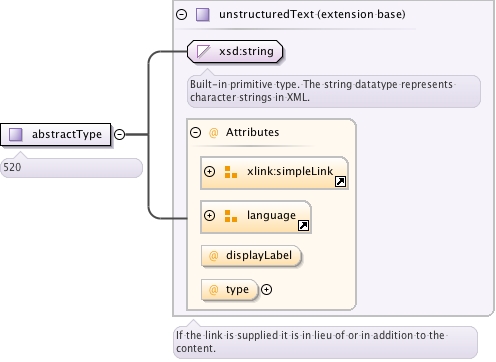 unstructuredText (extension base)
xsd:string
Built-in primitive type. The string datatype represents
character strings in XML.
abstractType
520
@ Attributes
xlink:simpleLink
language
@ displayLabel
@ type
If the link is supplied it is in lieu of or in addition to the
content.